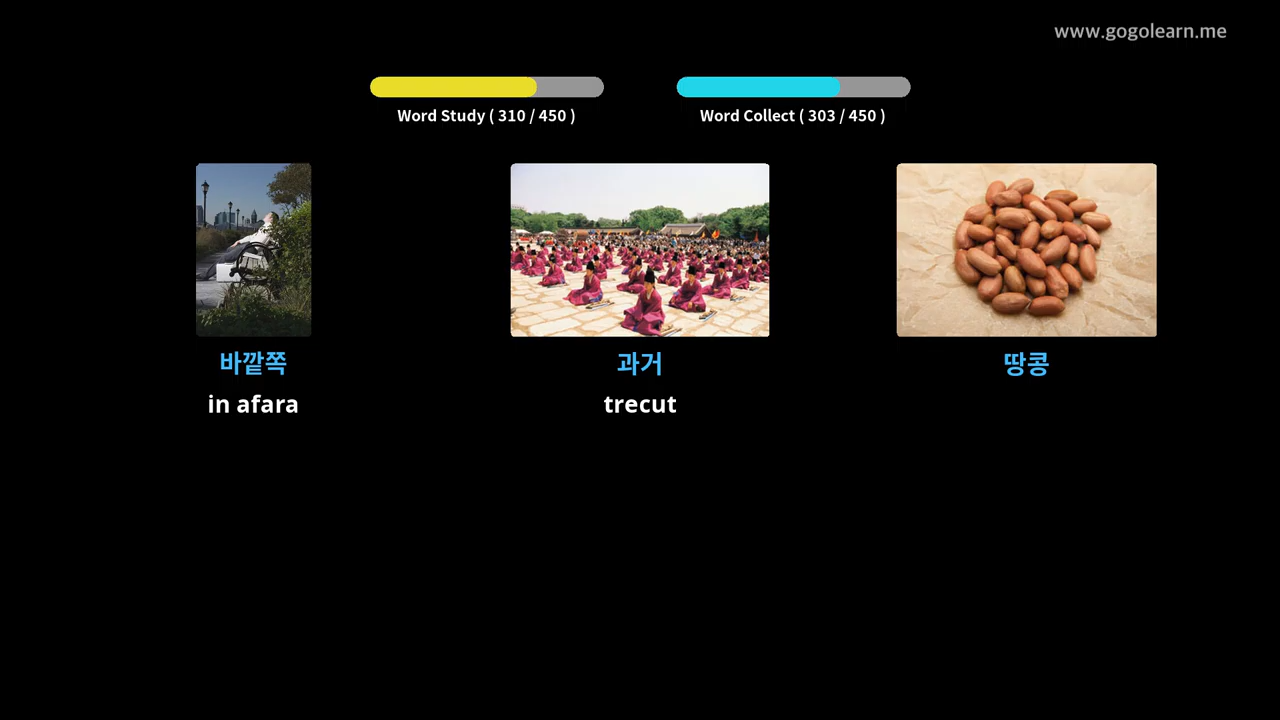 www.gogolearn.me
Word Study ( 310 / 450 )
Word Collect ( 303 / 450 )
바깥쪽
과거
땅콩
in afara
trecut